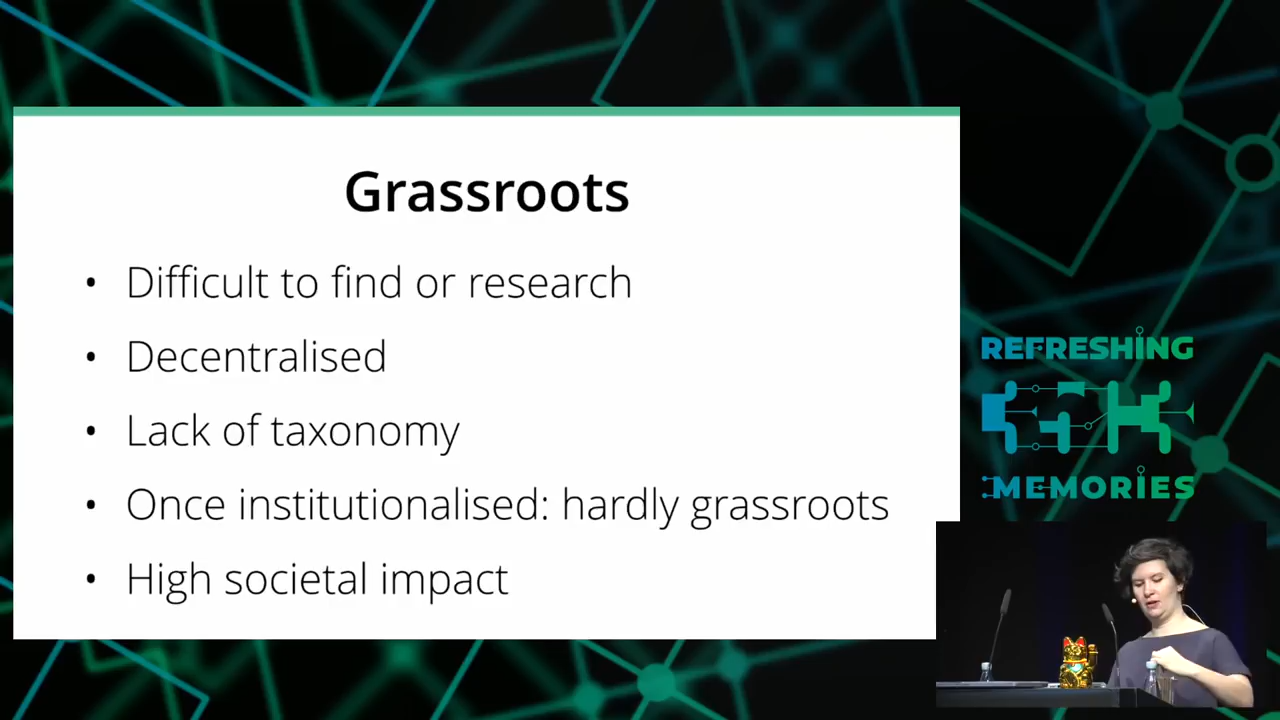 Grassroots
• Difficult to find or research
• Decentralised
• Lack of taxonomy
• Once institutionalised: hardly grassroots
• High societal impact
REFRESHING
MEMORIES